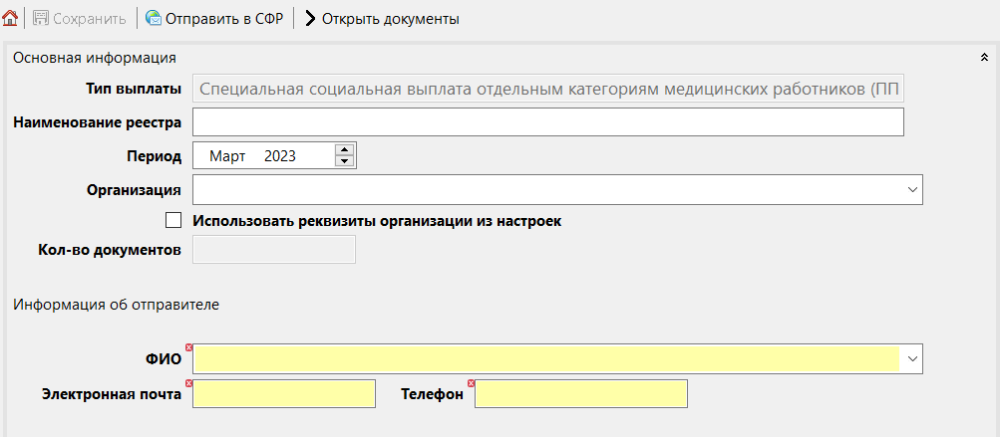 Сохранить Отправить в СФР Открыть документы
Основная информация
Тип выплаты Специальная социальная выплата отдельным категориям медицинских работников (ПП
Наименование реестра
Период Март 2023
Организация
Использовать реквизиты организации из настроек
Кол-во документов
Информация об отправителе
ФИО
Электронная почта Телефон